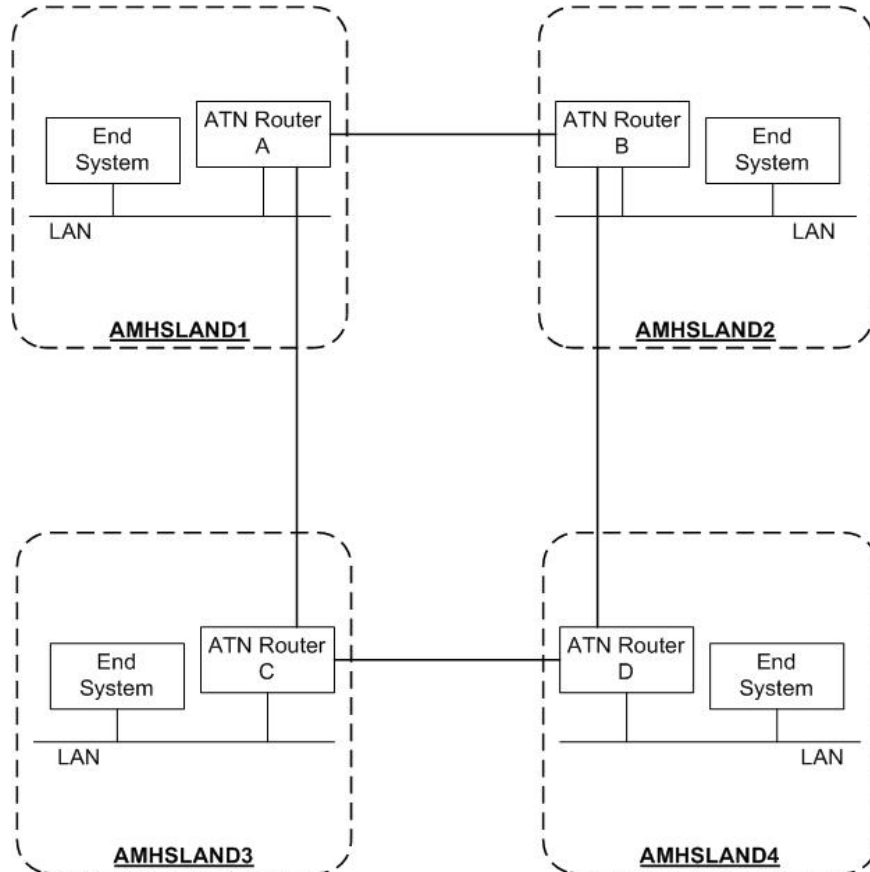 ATN Router
A
End
System
LAN
AMHSLAND1
ATN Router
B
End
System
LAN
AMHSLAND2
ATN Router
C
End
System
LAN
AMHSLAND3
ATN Router
D
End
System
LAN
AMHSLAND4